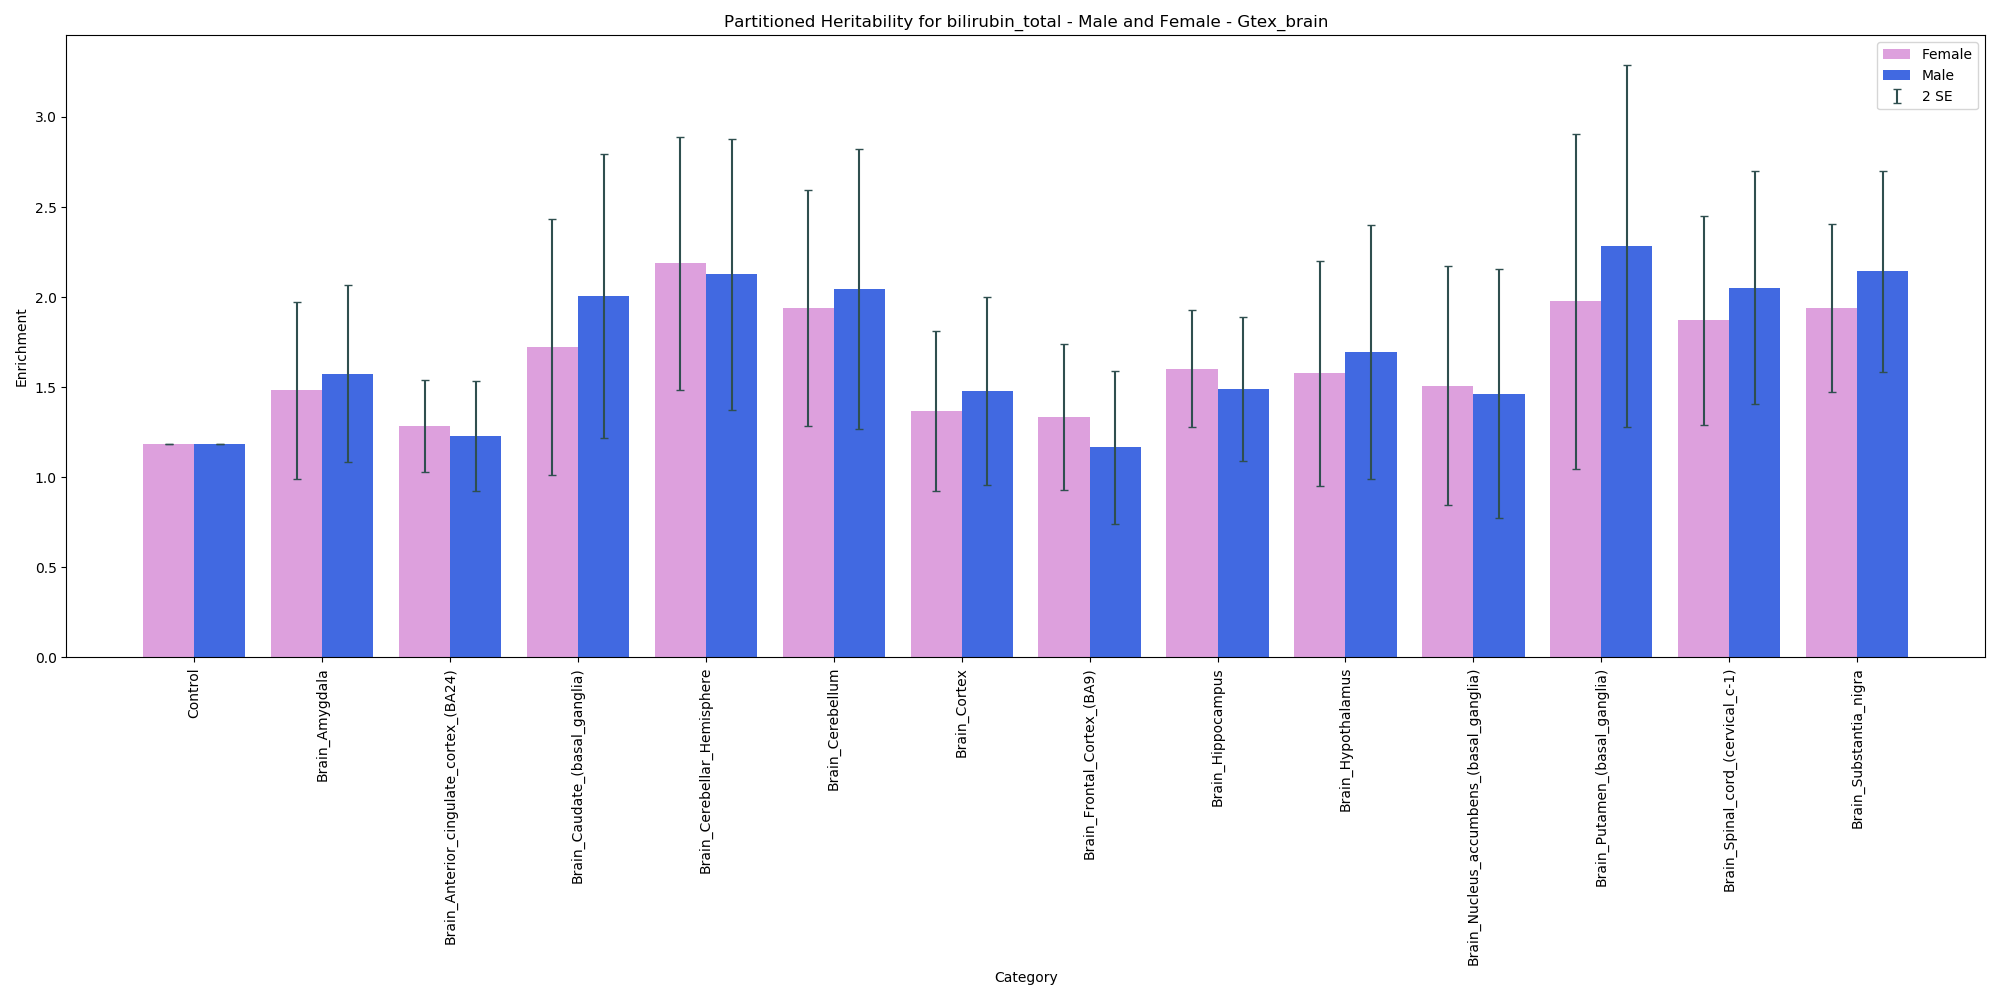 Partitioned Heritability for bilirubin_total - Male and Female - Gtex_brain
Female
Male
2 SE
Enrichment
3.0
2.5
2.0
1.5
1.0
0.5
0.0
Control
Brain_Amygdala
Brain_Anterior_cingulate_cortex_(BA24)
Brain_Caudate_(basal_ganglia)
Brain_Cerebellar_Hemisphere
Brain_Cerebellum
Brain_Cortex
Brain_Frontal_Cortex_(BA9)
Brain_Hippocampus
Brain_Hypothalamus
Brain_Nucleus_accumbens_(basal_ganglia)
Brain_Putamen_(basal_ganglia)
Brain_Spinal_cord_(cervical_c-1)
Brain_Substantia_nigra
Category